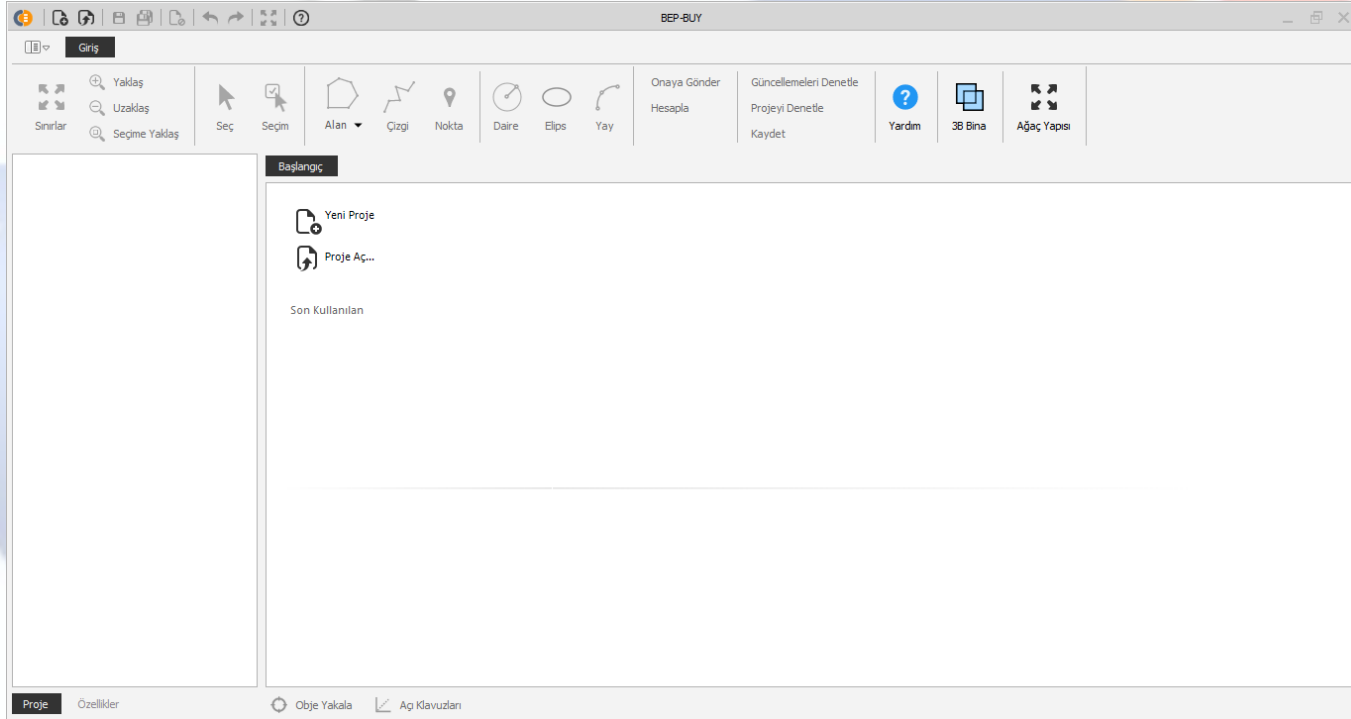 BEP-BUY
Giriş
Sınırlar
Yaklaş
Uzaklaş
Seçime Yaklaş
Seç
Seçim
Alan
Çizgi
Nokta
Daire
Elips
Yay
Onaya Gönder
Hesapla
Güncellemeleri Denetle
Projeyi Denetle
Kaydet
Yardım
3B Bina
Ağaç Yapısı
Başlangıç
Yeni Proje
Proje Aç...
Son Kullanılan
Proje
Özellikler
Obje Yakala
Açı Klavuzları